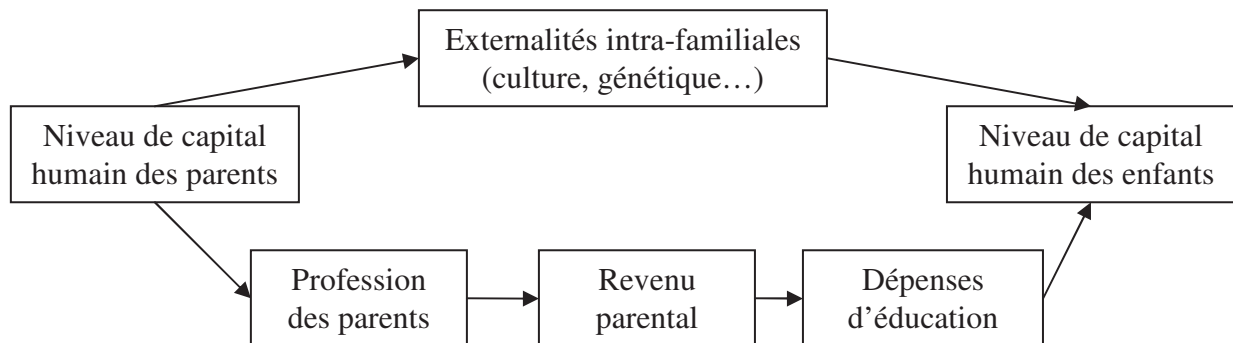 Externalités intra-familiales
(culture, génétique…)
Niveau de capital
humain des parents
Niveau de capital
humain des enfants
Profession
des parents
Revenu
parental
Dépenses
d’éducation